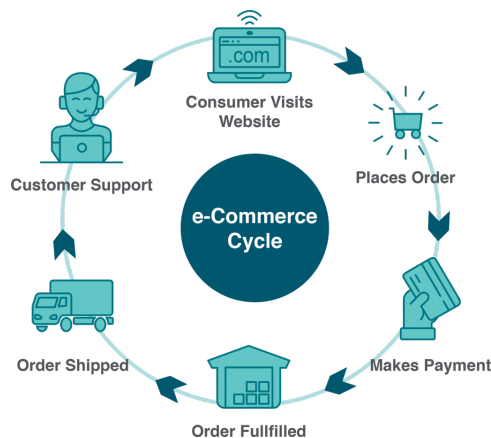 .com
Consumer Visits
Website
Places Order
Makes Payment
Order Fullfilled
Order Shipped
Customer Support
e-Commerce
Cycle